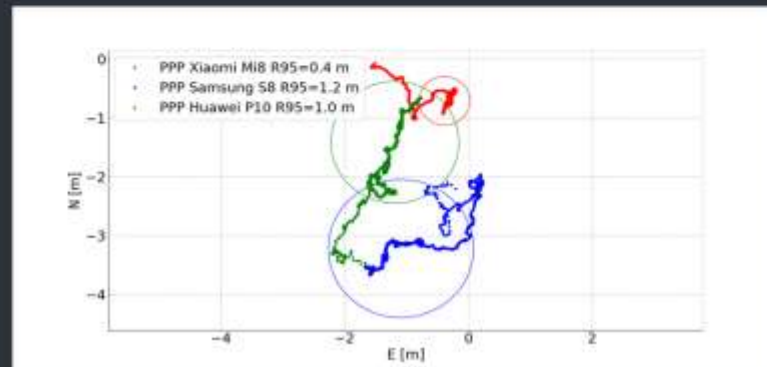 PPP Xiaomi Mi8 R95=0.4 m
PPP Samsung S8 R95=1.2 m
PPP Huawei P10 R95=1.0 m
0
−1
−2
−3
−4
N [m]
−4 −2 0 2
E [m]